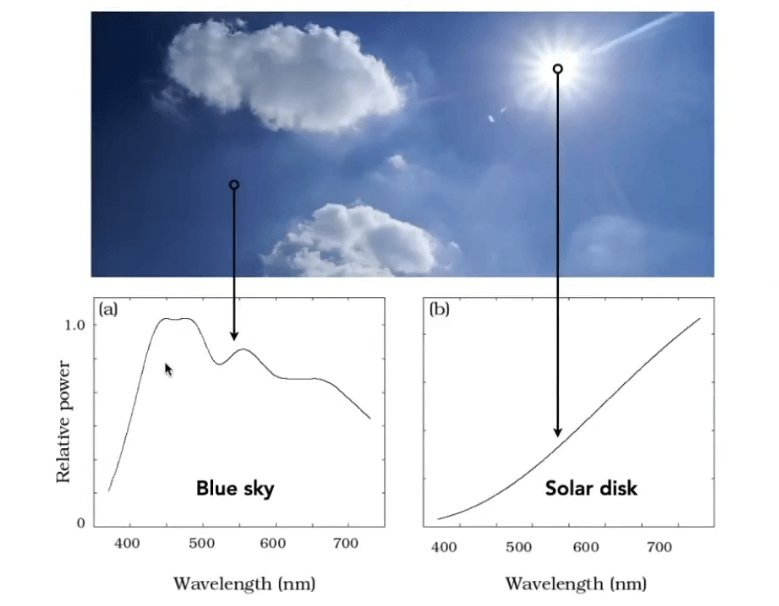 (a)
(b)
1.0
Relative power
0
Blue sky
Solar disk
400 500 600 700
400 500 600 700
Wavelength (nm)
Wavelength (nm)